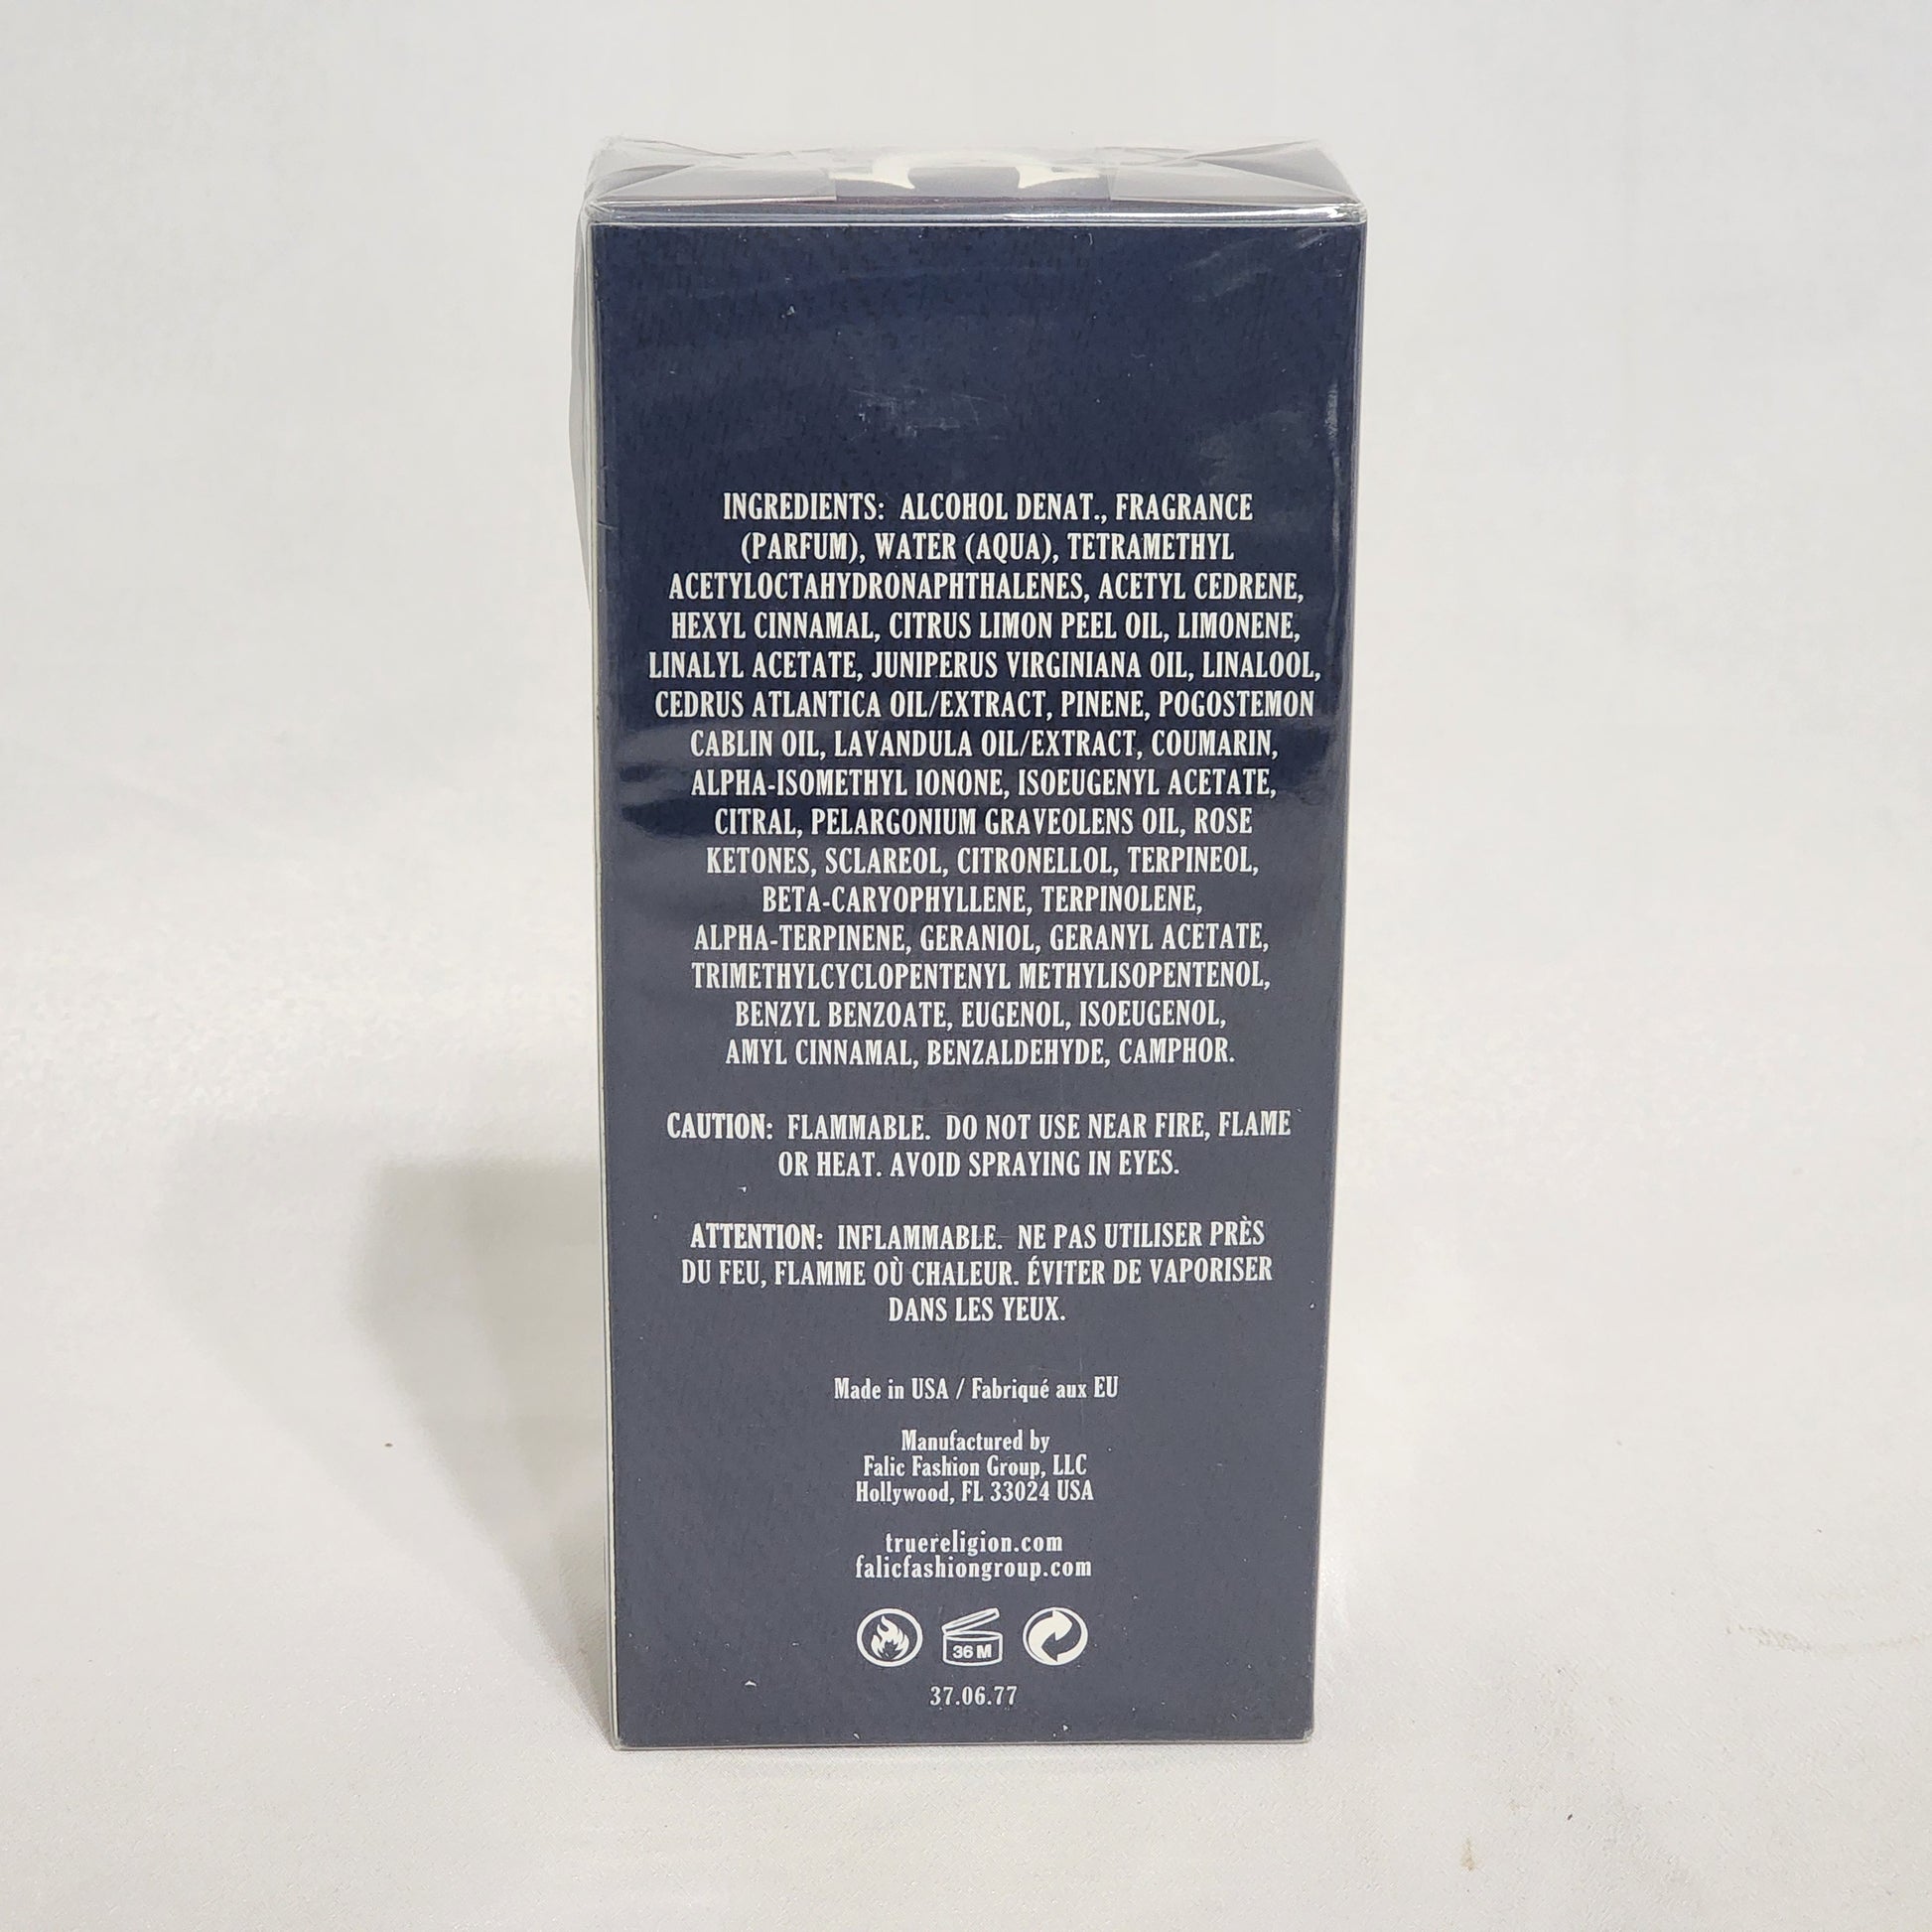 INGREDIENTS: ALCOHOL DENAT., FRAGRANCE
(PARFUM), WATER (AQUA), TETRAMETHYL
ACETYLOCTAHYDRONAPHTHALENES, ACETYL CEDRENE,
HEXYL CINNAMAL, CITRUS LIMON PEEL OIL, LIMONENE,
LINALYL ACETATE, JUNIPERUS VIRGINIANA OIL, LINALOOL,
CEDRUS ATLANTICA OIL/EXTRACT, PINENE, POGOSTEMON
CABLIN OIL, LAVANDULA OIL/EXTRACT, COUMARIN,
ALPHA-ISOMETHYL IONONE, ISOEUGENYL ACETATE,
CITRAL, PELARGONIUM GRAVEOLENS OIL, ROSE
KETONES, SCLAREOL, CITRONELLOL, TERPINEOL,
BETA-CARYOPHYLLENE, TERPINOLENE,
ALPHA-TERPINENE, GERANIOL, GERANYL ACETATE,
TRIMETHYLCYCLOPENTENYL METHYLISOPENTENOL,
BENZYL BENZOATE, EUGENOL, ISOEUGENOL,
AMYL CINNAMAL, BENZALDEHYDE, CAMPHOR.
CAUTION: FLAMMABLE. DO NOT USE NEAR FIRE, FLAME
OR HEAT. AVOID SPRAYING IN EYES.
ATTENTION: INFLAMMABLE. NE PAS UTILISER PRÈS
DU FEU, FLAMME OÙ CHALEUR. ÉVITER DE VAPORISER
DANS LES YEUX.
Made in USA / Fabriqué aux EU
Manufactured by
Falic Fashion Group, LLC
Hollywood, FL 33024 USA
truereligion.com
falicfashiongroup.com
36 M
37.06.77